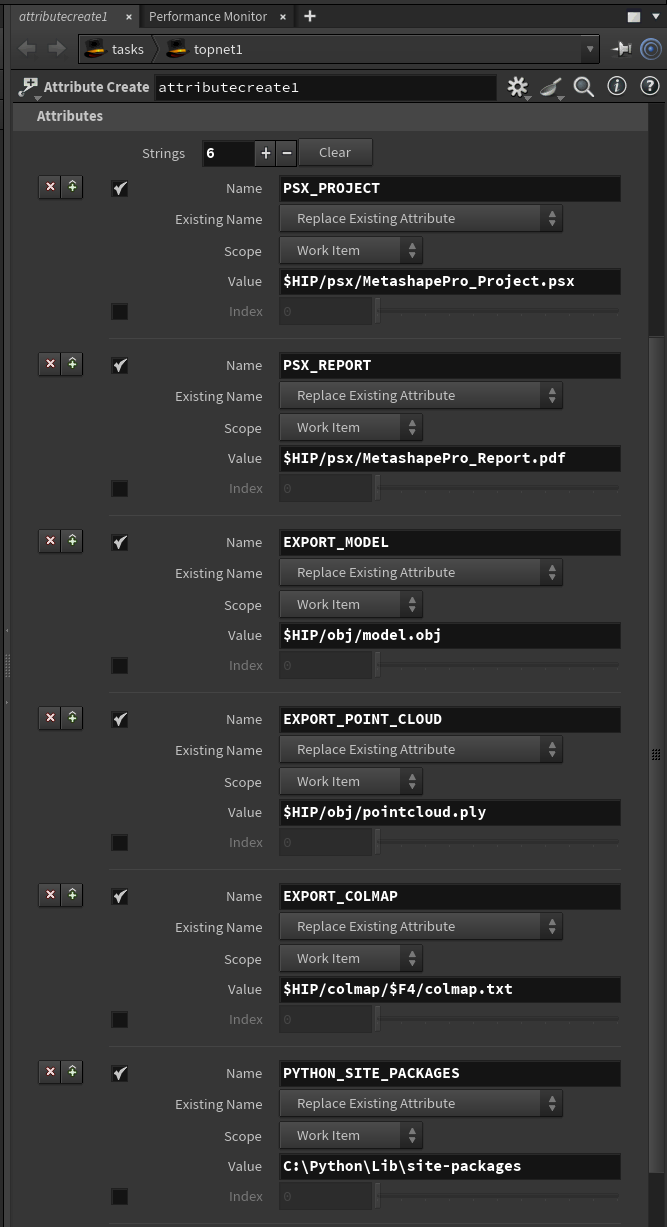 attributecreate1 × Performance Monitor × +
tasks topnet1
Attribute Create attributecreate1
Attributes
Strings 6 + − Clear
Name PSX_PROJECT
Existing Name Replace Existing Attribute
Scope Work Item
Value $HIP/psx/MetashapePro_Project.psx
Index 0
Name PSX_REPORT
Existing Name Replace Existing Attribute
Scope Work Item
Value $HIP/psx/MetashapePro_Report.pdf
Index 0
Name EXPORT_MODEL
Existing Name Replace Existing Attribute
Scope Work Item
Value $HIP/obj/model.obj
Index 0
Name EXPORT_POINT_CLOUD
Existing Name Replace Existing Attribute
Scope Work Item
Value $HIP/obj/pointcloud.ply
Index 0
Name EXPORT_COLMAP
Existing Name Replace Existing Attribute
Scope Work Item
Value $HIP/colmap/$F4/colmap.txt
Index 0
Name PYTHON_SITE_PACKAGES
Existing Name Replace Existing Attribute
Scope Work Item
Value C:\Python\Lib\site-packages
Index 0